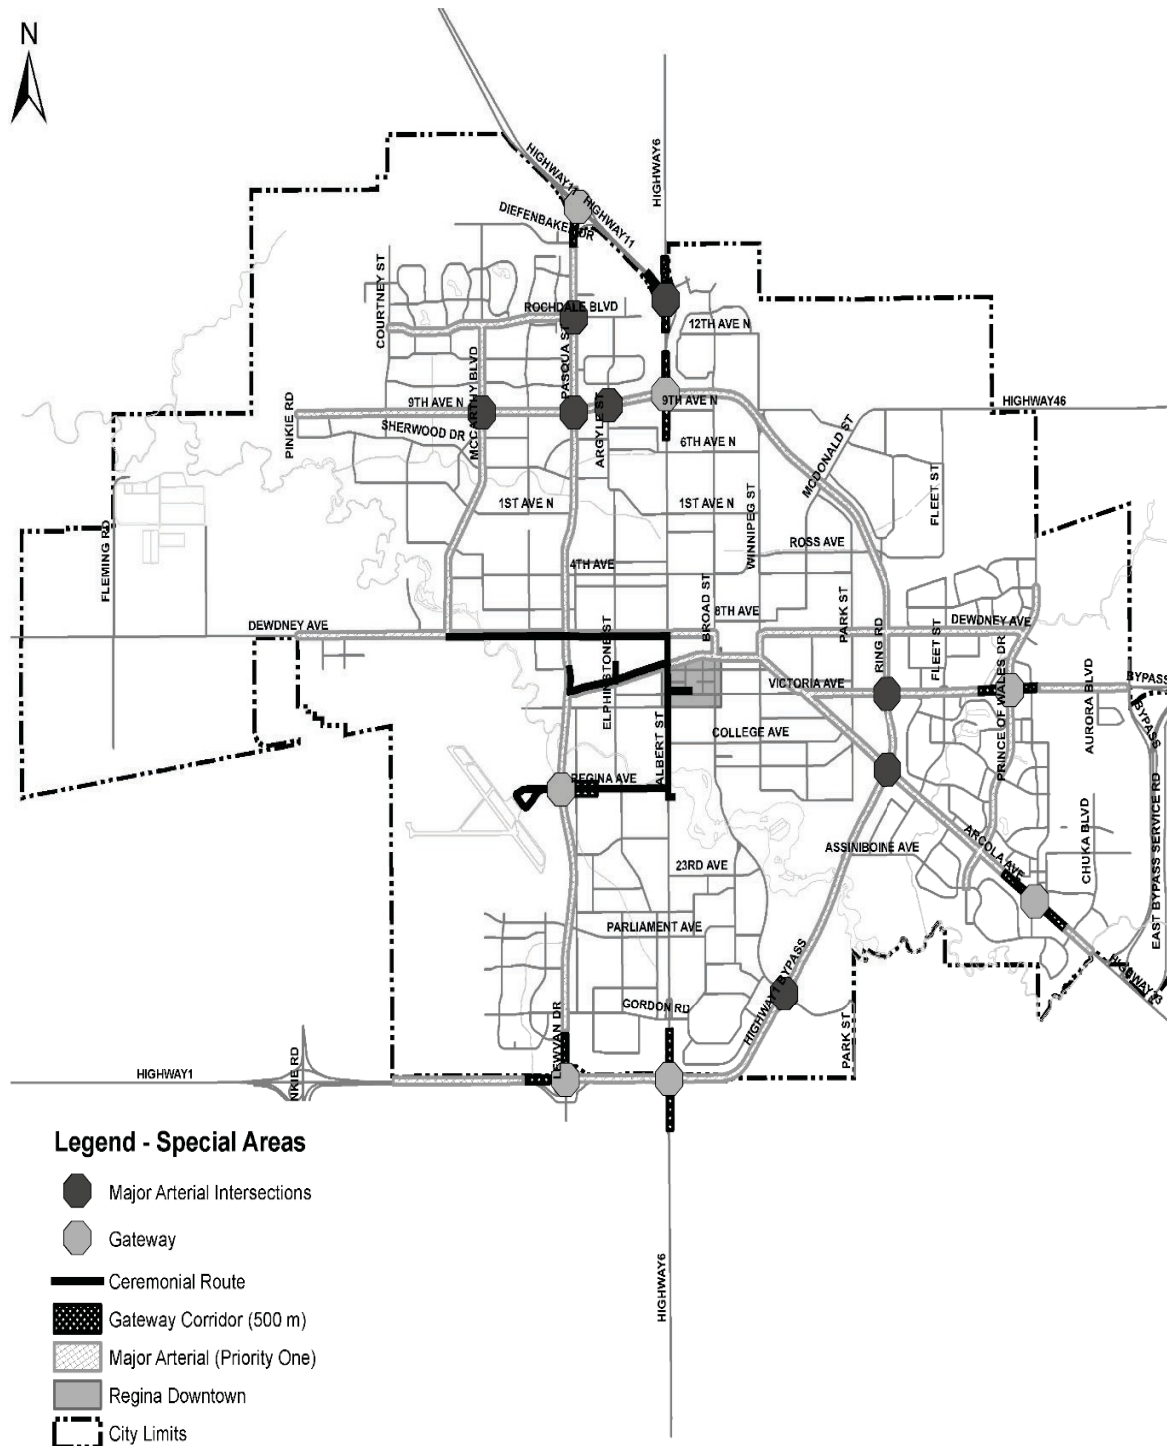 N
HIGHWAY6
HIGHWAY11
HIGHWAY11
DIEFENBAKER DR
COURTNEY ST
ROCHDALE BLVD
12TH AVE N
PASQUA ST
MCCARTHY BLVD
PINKIE RD
9TH AVE N
9TH AVE N
HIGHWAY46
ARGYLE ST
SHERWOOD DR
6TH AVE N
MCDONALD ST
FLEET ST
1ST AVE N
1ST AVE N
WINNIPEG ST
FLEMING RD
ROSS AVE
4TH AVE
BROAD ST
8TH AVE
PARK ST
DEWDNEY AVE
DEWDNEY AVE
ELPHINSTONE ST
RING RD
FLEET ST
PRINCE OF WALES DR
VICTORIA AVE
AURORA BLVD
BYPASS
BYPASS
COLLEGE AVE
ALBERT ST
REGINA AVE
EAST BYPASS SERVICE RD
CHUKA BLVD
ASSINIBOINE AVE
ARCOLA AVE
23RD AVE
PARLIAMENT AVE
HIGHWAY1 BYPASS
HIGHWAY33
GORDON RD
PARK ST
LEWVAN DR
NKIE RD
HIGHWAY1
HIGHWAY6
Legend - Special Areas
Major Arterial Intersections
Gateway
Ceremonial Route
Gateway Corridor (500 m)
Major Arterial (Priority One)
Regina Downtown
City Limits